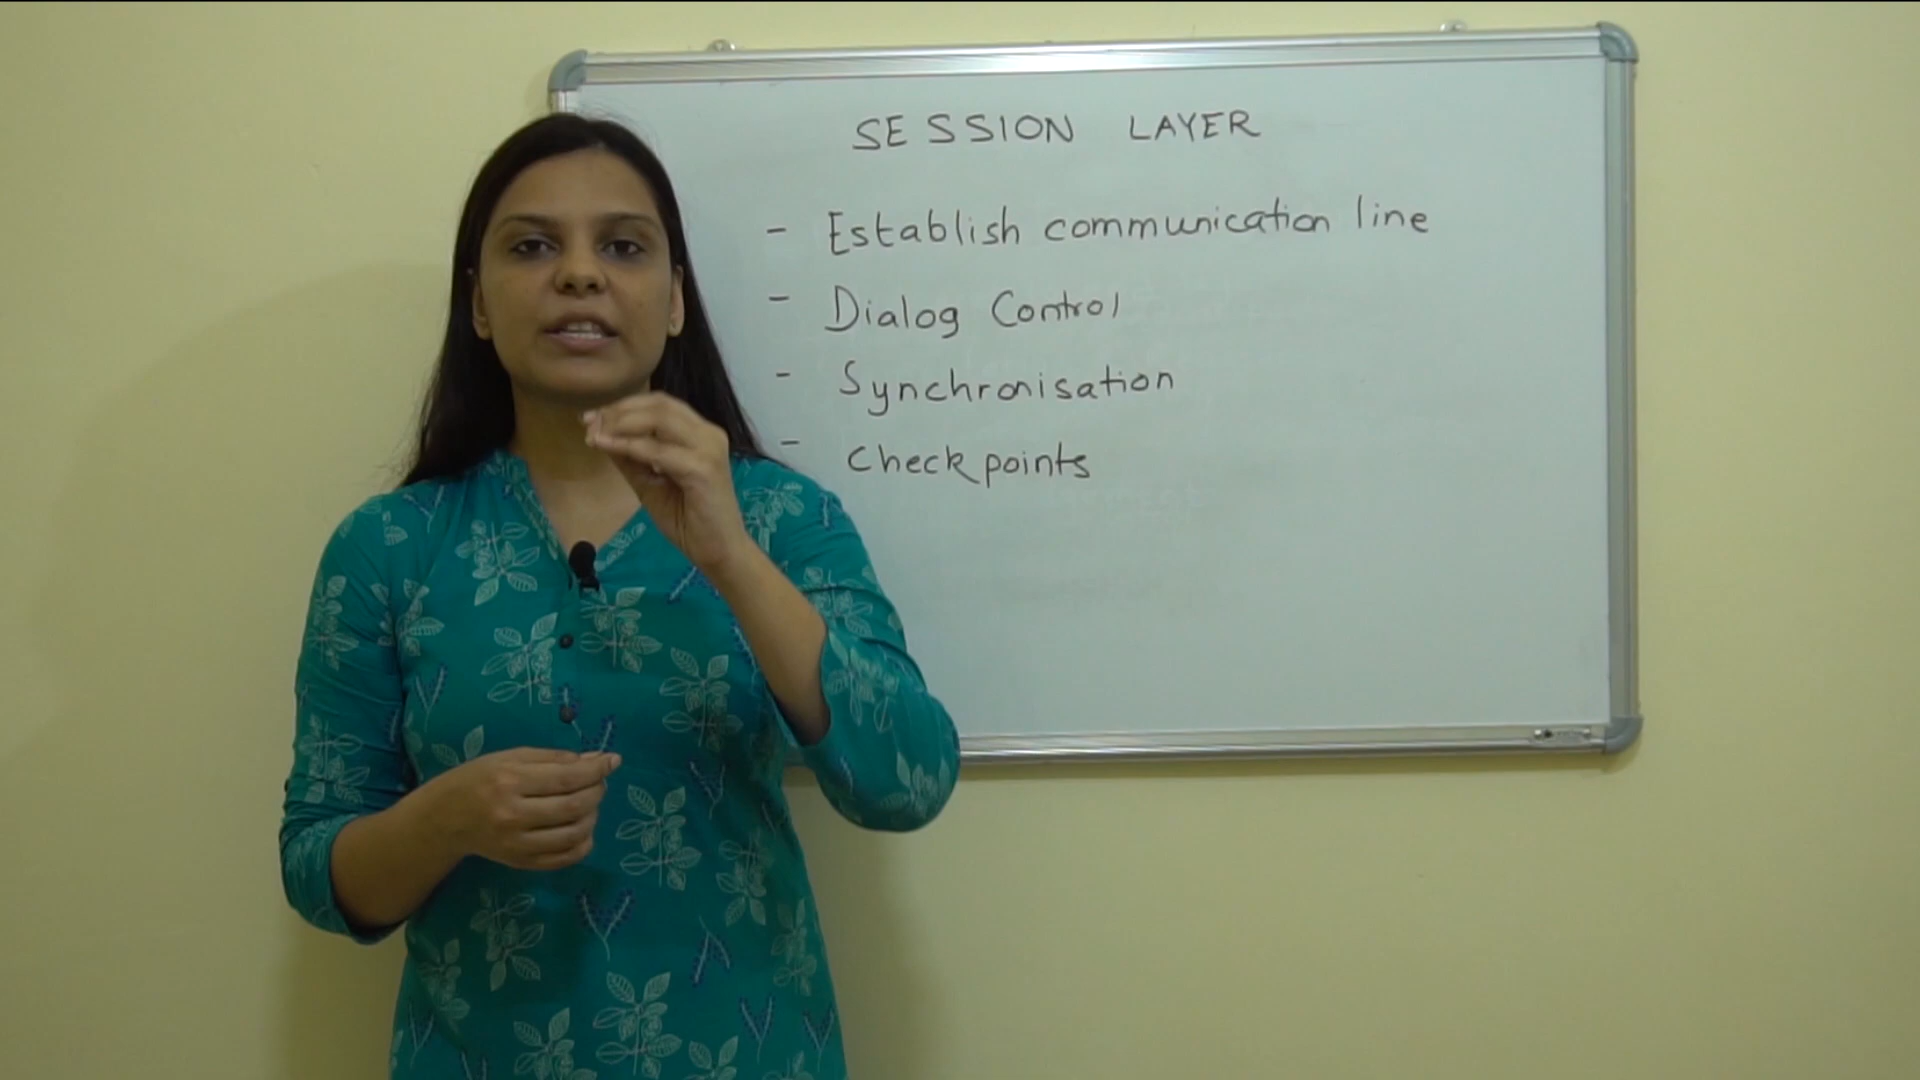 SESSION LAYER
- Establish communication line
- Dialog Control
- Synchronisation
- Checkpoints